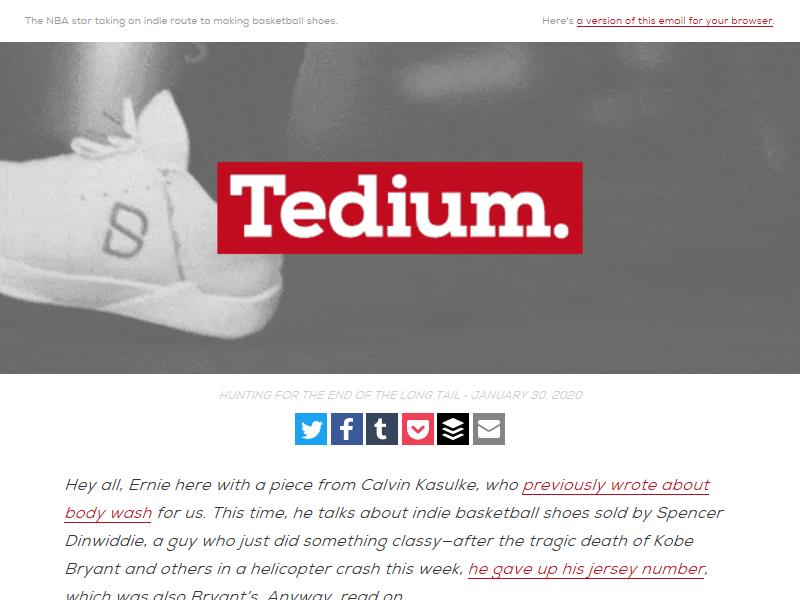 The NBA star taking an indie route to making basketball shoes.
Here's a version of this email for your browser.
Tedium.
HUNTING FOR THE END OF THE LONG TAIL • JANUARY 30, 2020
Hey all, Ernie here with a piece from Calvin Kasulke, who previously wrote about
body wash for us. This time, he talks about indie basketball shoes sold by Spencer
Dinwiddie, a guy who just did something classy—after the tragic death of Kobe
Bryant and others in a helicopter crash this week, he gave up his jersey number,
which was also Bryant's. Anyway, read on